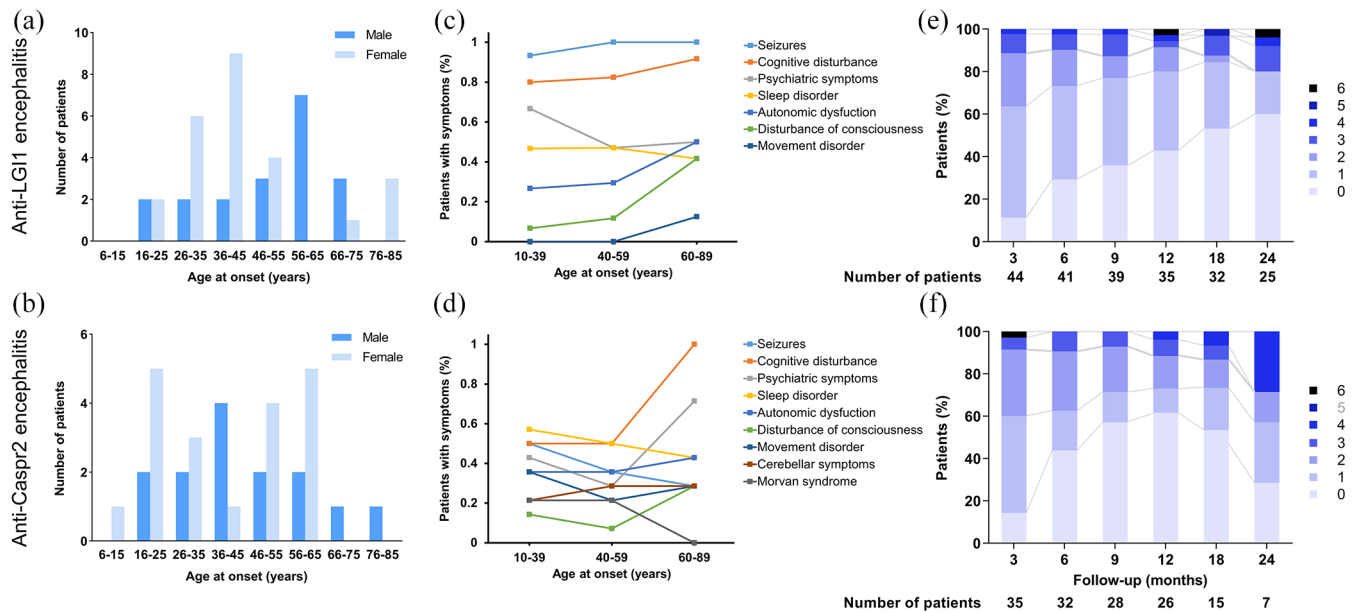 (a)
Anti-LGI1 encephalitis
Number of patients
10
8
6
4
2
0
Male
Female
6-15 16-25 26-35 36-45 46-55 56-65 66-75 76-85
Age at onset (years)
(c)
Patients with symptoms (%)
1
0.8
0.6
0.4
0.2
0
Seizures
Cognitive disturbance
Psychiatric symptoms
Sleep disorder
Autonomic dysfuction
Disturbance of consciousness
Movement disorder
10-39 40-59 60-89
Age at onset (years)
(e)
Patients (%)
100
80
60
40
20
0
6
5
4
3
2
1
0
3 6 9 12 18 24
Number of patients 44 41 39 35 32 25
(b)
Anti-Caspr2 encephalitis
Number of patients
6
4
2
0
Male
Female
6-15 16-25 26-35 36-45 46-55 56-65 66-75 76-85
Age at onset (years)
(d)
Patients with symptoms (%)
1
0.8
0.6
0.4
0.2
0
Seizures
Cognitive disturbance
Psychiatric symptoms
Sleep disorder
Autonomic dysfuction
Disturbance of consciousness
Movement disorder
Cerebellar symptoms
Morvan syndrome
10-39 40-59 60-89
Age at onset (years)
(f)
Patients (%)
100
80
60
40
20
0
6
5
4
3
2
1
0
3 6 9 12 18 24
Follow-up (months)
Number of patients 35 32 28 26 15 7